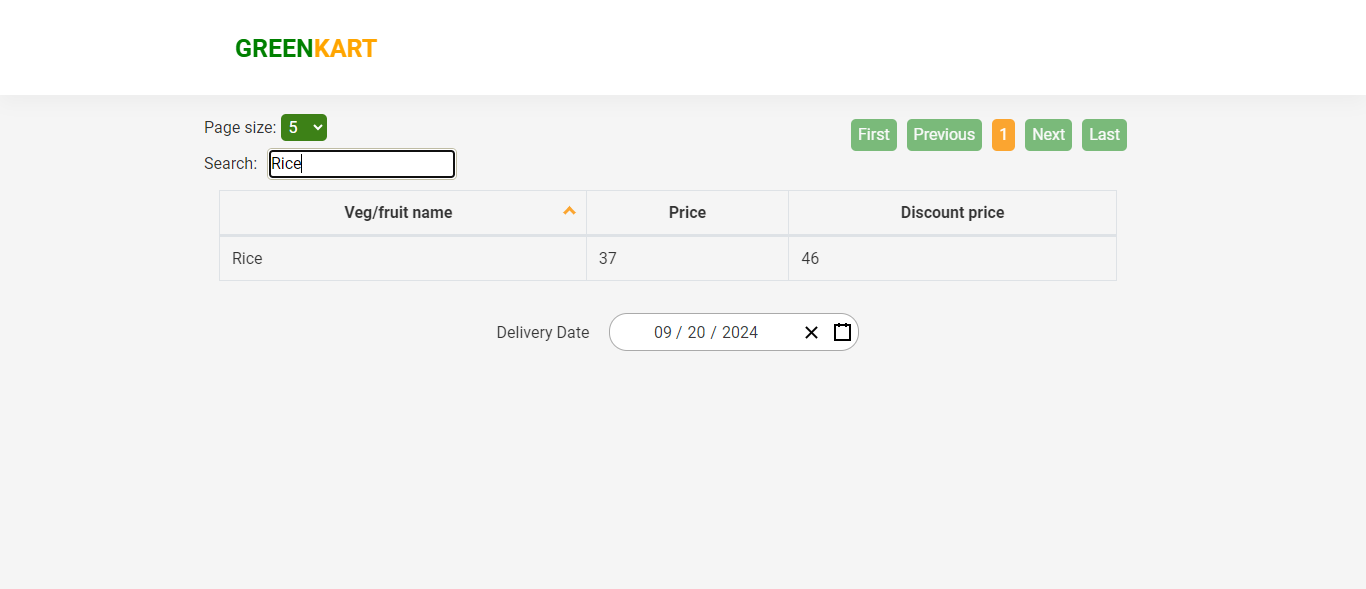 GREENKART
Page size: 5
First Previous 1 Next Last
Search: Rice
Veg/fruit name Price Discount price
Rice 37 46
Delivery Date 09 / 20 / 2024